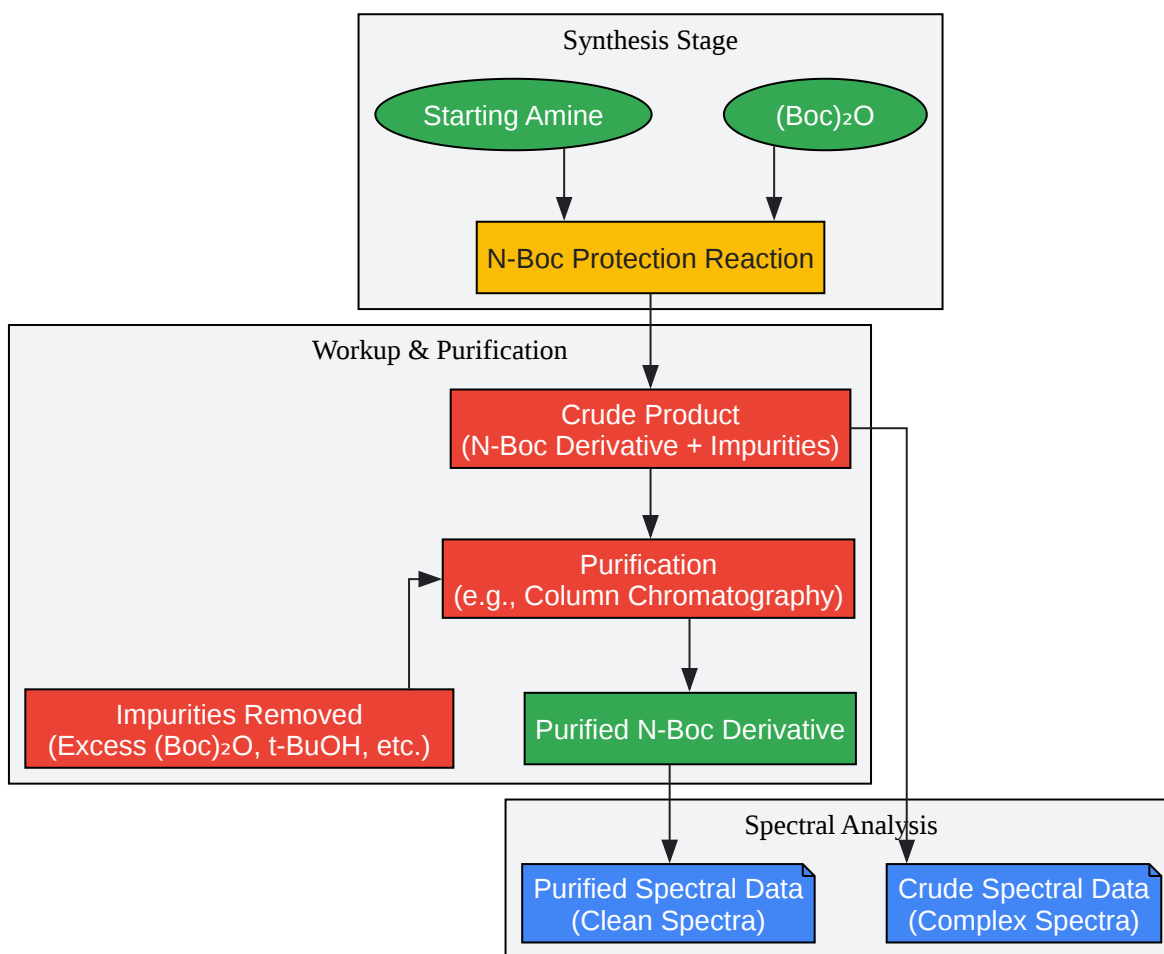 Synthesis Stage
Starting Amine
(Boc)₂O
N-Boc Protection Reaction
Workup & Purification
Crude Product
(N-Boc Derivative + Impurities)
Purification
(e.g., Column Chromatography)
Impurities Removed
(Excess (Boc)₂O, t-BuOH, etc.)
Purified N-Boc Derivative
Spectral Analysis
Purified Spectral Data
(Clean Spectra)
Crude Spectral Data
(Complex Spectra)